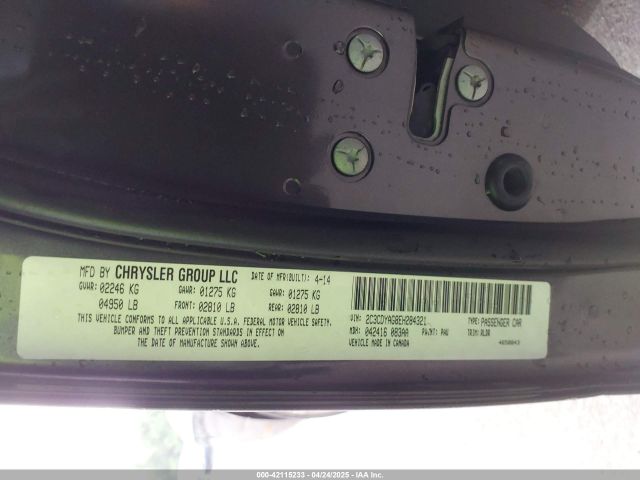 MFD BY CHRYSLER GROUP LLC DATE OF MFR(BUILT): 4-14
GVWR: 02246 KG GAWR: 01275 KG GAWR: 01275 KG
04950 LB FRONT: 02810 LB REAR: 02810 LB
THIS VEHICLE CONFORMS TO ALL APPLICABLE U.S.A. FEDERAL MOTOR VEHICLE SAFETY,
BUMPER AND THEFT PREVENTION STANDARDS IN EFFECT ON
THE DATE OF MANUFACTURE SHOWN ABOVE.
VIN: 2C3CDYAG8EH284321 TYPE: PASSENGER CAR
MDH: 042416 083AA PAINT: PAU TRIM: RLDR
VEHICLE MADE IN CANADA
000-42115233 - 04/24/2025 - IAA Inc.